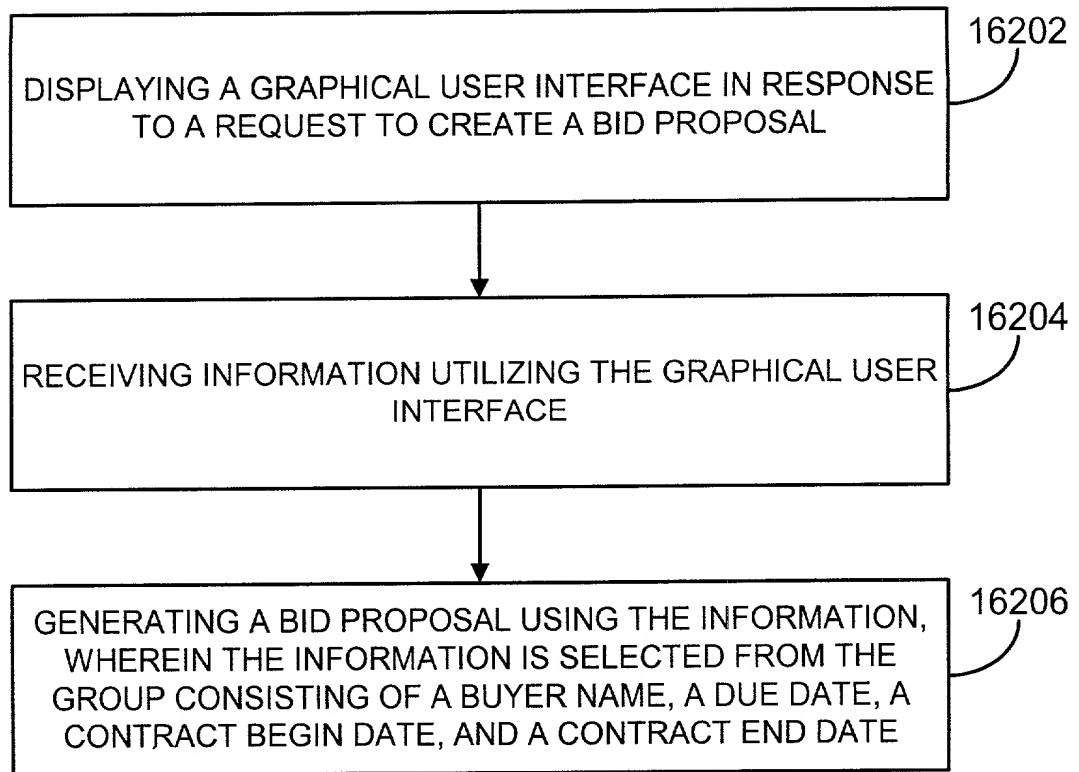 16202
DISPLAYING A GRAPHICAL USER INTERFACE IN RESPONSE
TO A REQUEST TO CREATE A BID PROPOSAL
16204
RECEIVING INFORMATION UTILIZING THE GRAPHICAL USER
INTERFACE
16206
GENERATING A BID PROPOSAL USING THE INFORMATION,
WHEREIN THE INFORMATION IS SELECTED FROM THE
GROUP CONSISTING OF A BUYER NAME, A DUE DATE, A
CONTRACT BEGIN DATE, AND A CONTRACT END DATE